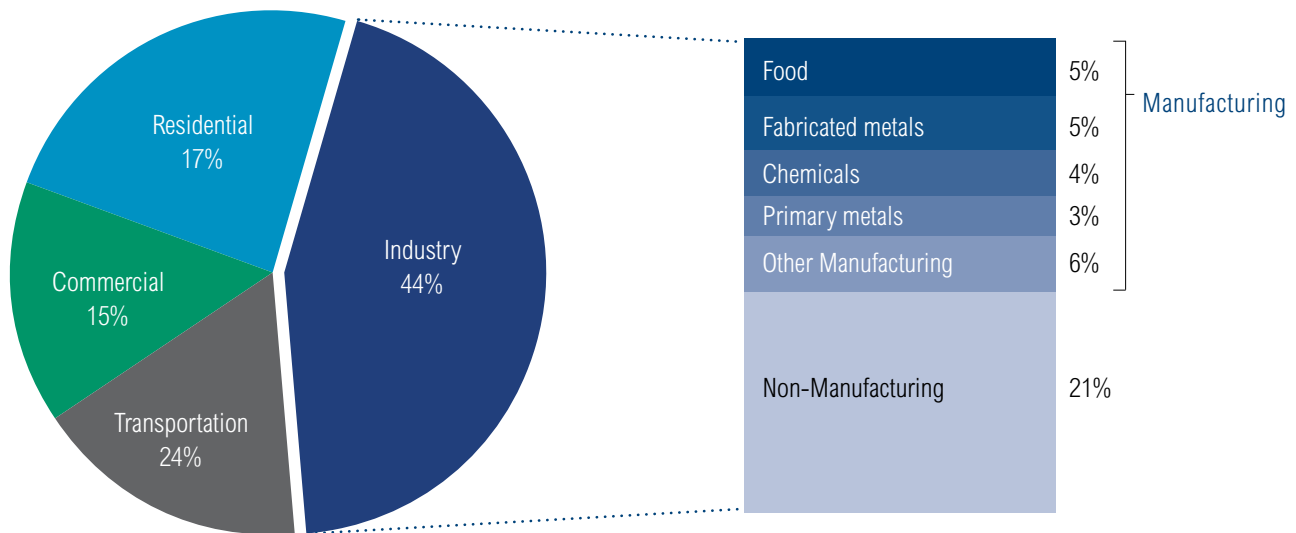 Residential
17%
Commercial
15%
Transportation
24%
Industry
44%
Food 5%
Fabricated metals 5%
Chemicals 4%
Primary metals 3%
Other Manufacturing 6%
Non-Manufacturing 21%
Manufacturing